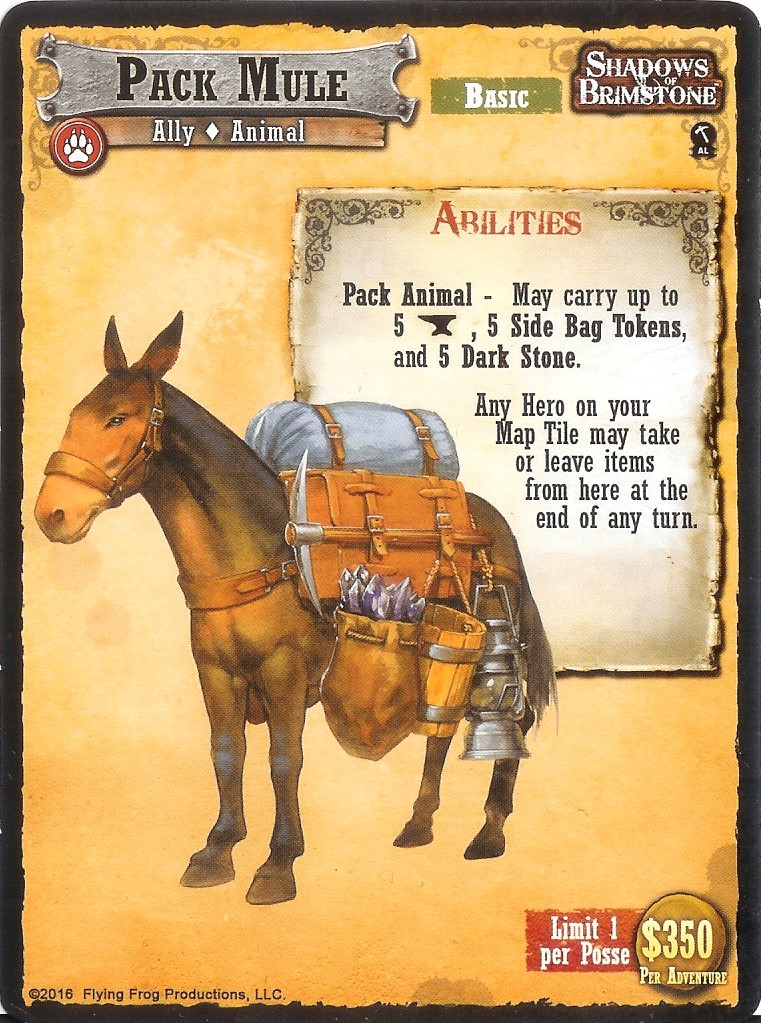 Pack Mule
Basic
Shadows
of
Brimstone
Ally ♦ Animal
AL
Abilities
Pack Animal - May carry up to
5 , 5 Side Bag Tokens,
and 5 Dark Stone.
Any Hero on your
Map Tile may take
or leave items
from here at the
end of any turn.
Limit 1
per Posse
$350
Per Adventure
©2016 Flying Frog Productions, LLC.